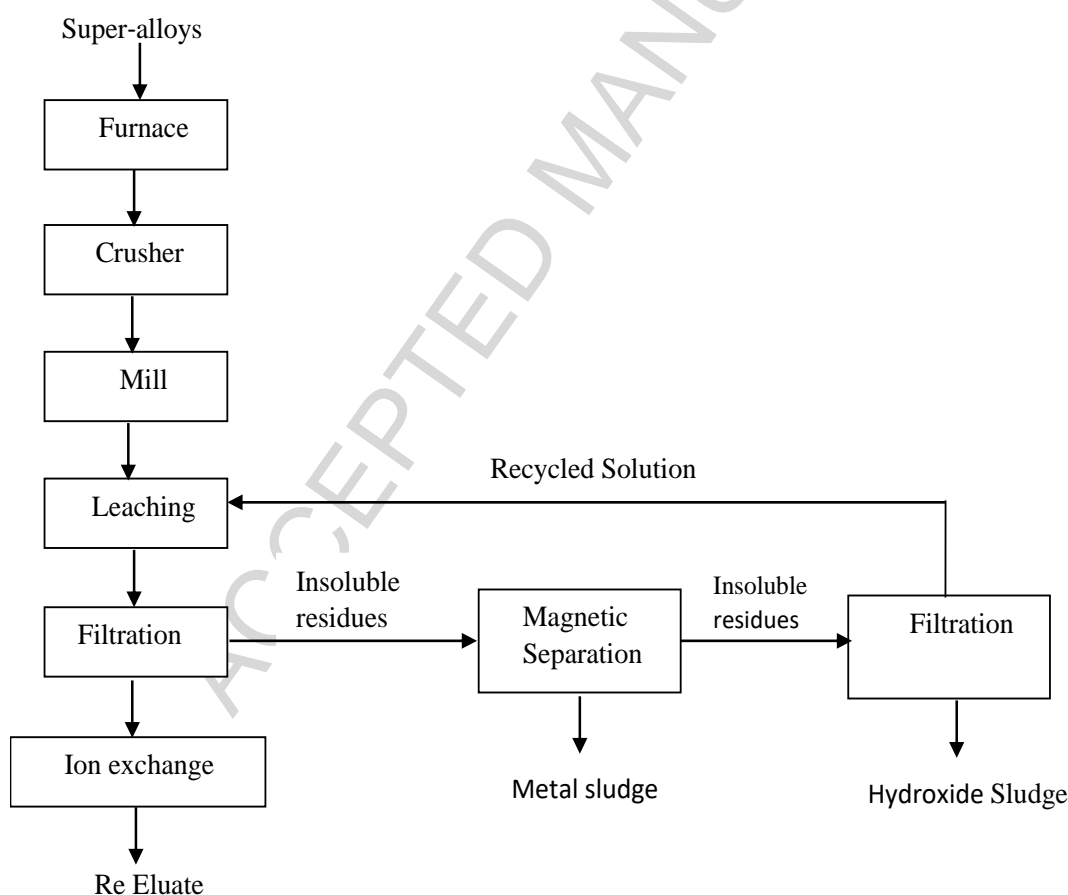 Super-alloys
Furnace
Crusher
Mill
Recycled Solution
Leaching
Insoluble
residues
Insoluble
residues
Filtration
Magnetic
Separation
Filtration
Ion exchange
Metal sludge
Hydroxide Sludge
Re Eluate
ACCEPTED